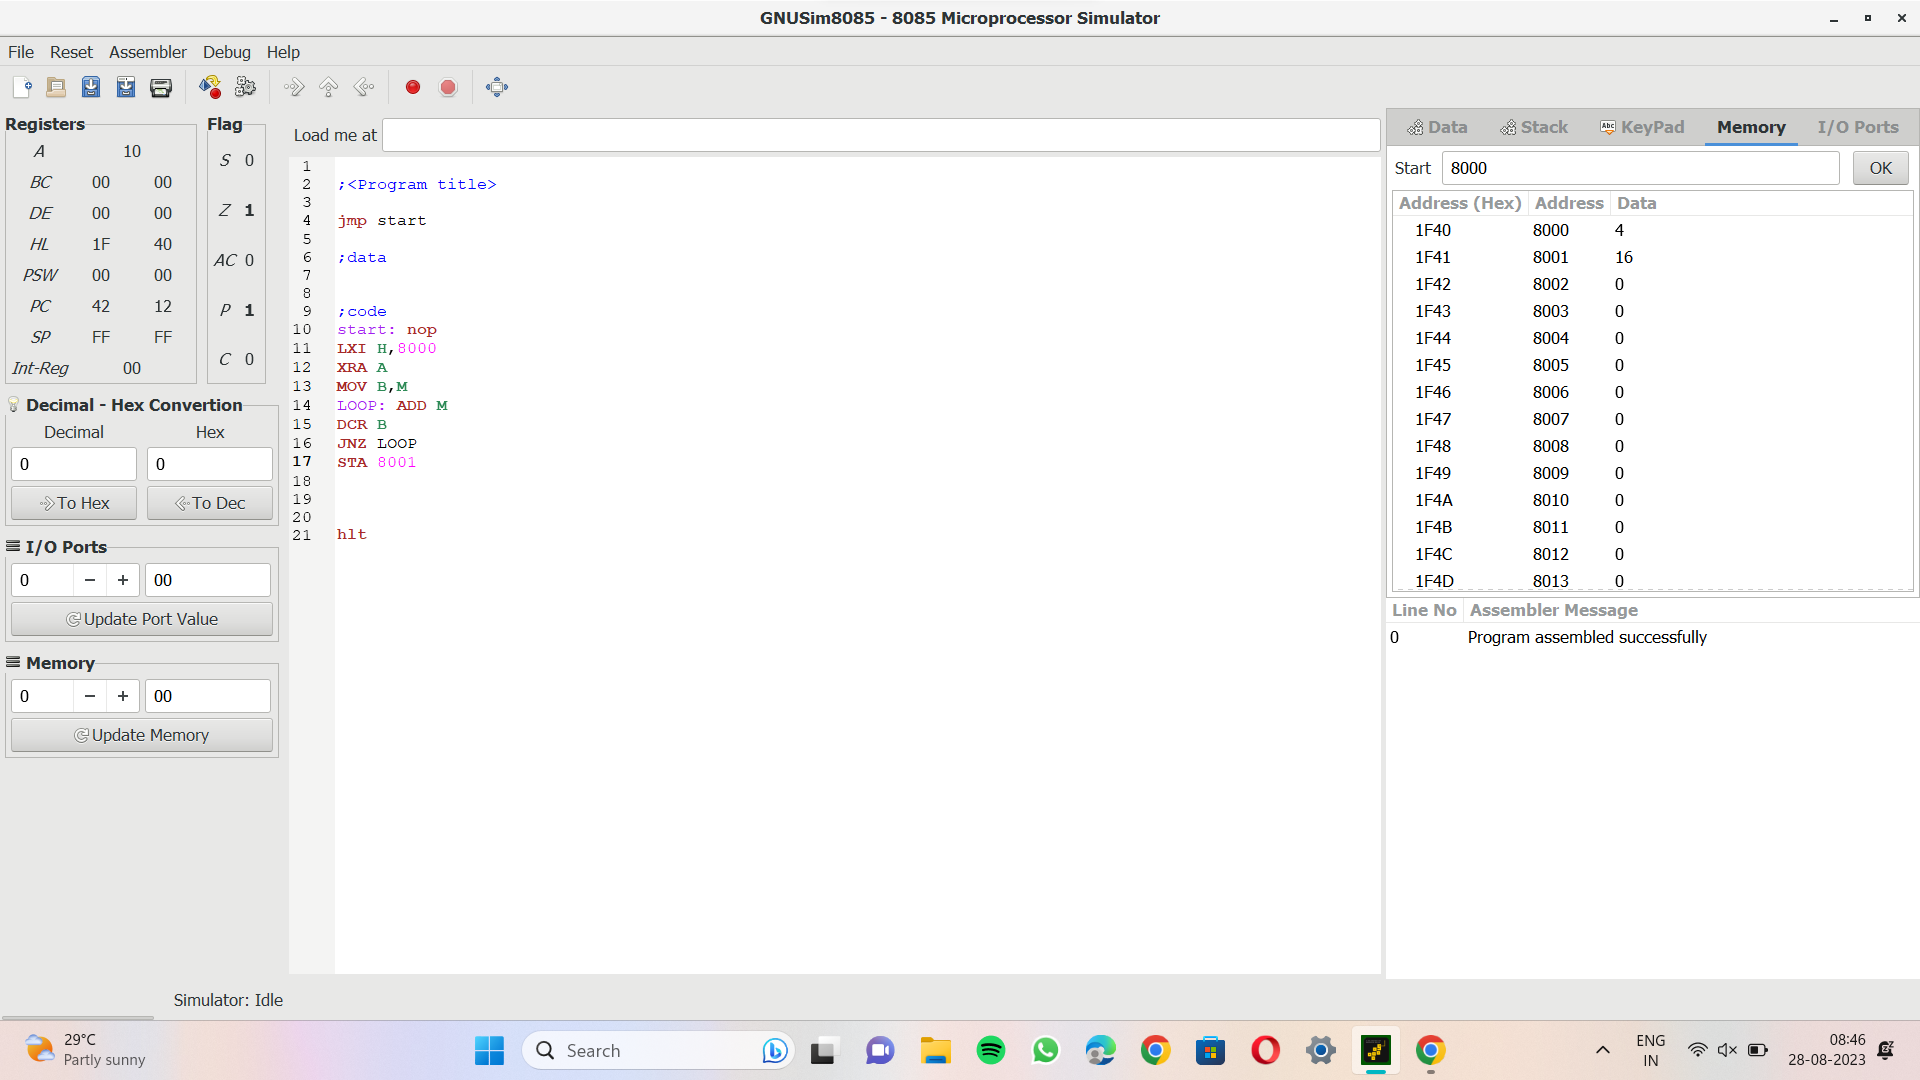 GNUSim8085 - 8085 Microprocessor Simulator
File Reset Assembler Debug Help
Registers
A 10
BC 00 00
DE 00 00
HL 1F 40
PSW 00 00
PC 42 12
SP FF FF
Int-Reg 00
Flag
S 0
Z 1
AC 0
P 1
C 0
Decimal - Hex Convertion
Decimal Hex
0 0
To Hex To Dec
I/O Ports
0 − + 00
Update Port Value
Memory
0 − + 00
Update Memory
Load me at
1
2 ;<Program title>
3
4 jmp start
5
6 ;data
7
8
9 ;code
10 start: nop
11 LXI H,8000
12 XRA A
13 MOV B,M
14 LOOP: ADD M
15 DCR B
16 JNZ LOOP
17 STA 8001
18
19
20
21 hlt
Data Stack Abc KeyPad Memory I/O Ports
Start 8000 OK
Address (Hex) Address Data
1F40 8000 4
1F41 8001 16
1F42 8002 0
1F43 8003 0
1F44 8004 0
1F45 8005 0
1F46 8006 0
1F47 8007 0
1F48 8008 0
1F49 8009 0
1F4A 8010 0
1F4B 8011 0
1F4C 8012 0
1F4D 8013 0
Line No Assembler Message
0 Program assembled successfully
Simulator: Idle
29°C
Partly sunny
Search
ENG
IN
08:46
28-08-2023